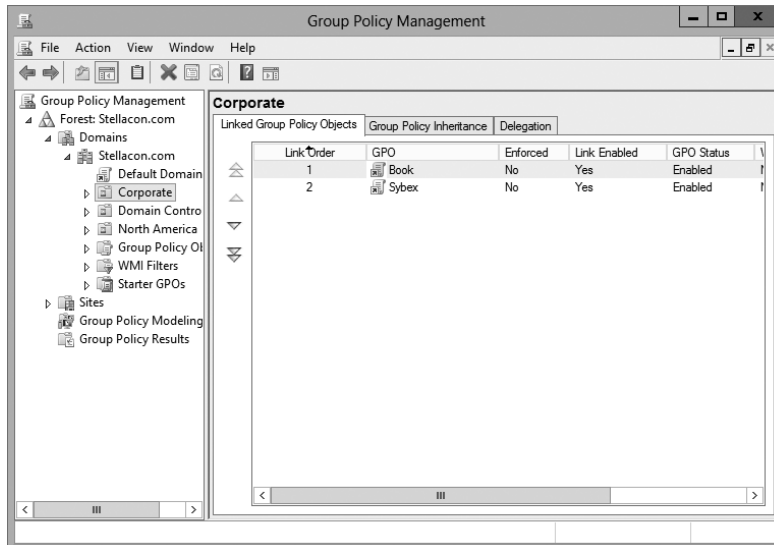 Group Policy Management
File Action View Window Help
Group Policy Management
Forest: Stellacon.com
Domains
Stellacon.com
Default Domain
Corporate
Domain Contro
North America
Group Policy Ob
WMI Filters
Starter GPOs
Sites
Group Policy Modeling
Group Policy Results
Corporate
Linked Group Policy Objects Group Policy Inheritance Delegation
Link Order GPO Enforced Link Enabled GPO Status
1 Book No Yes Enabled
2 Sybex No Yes Enabled